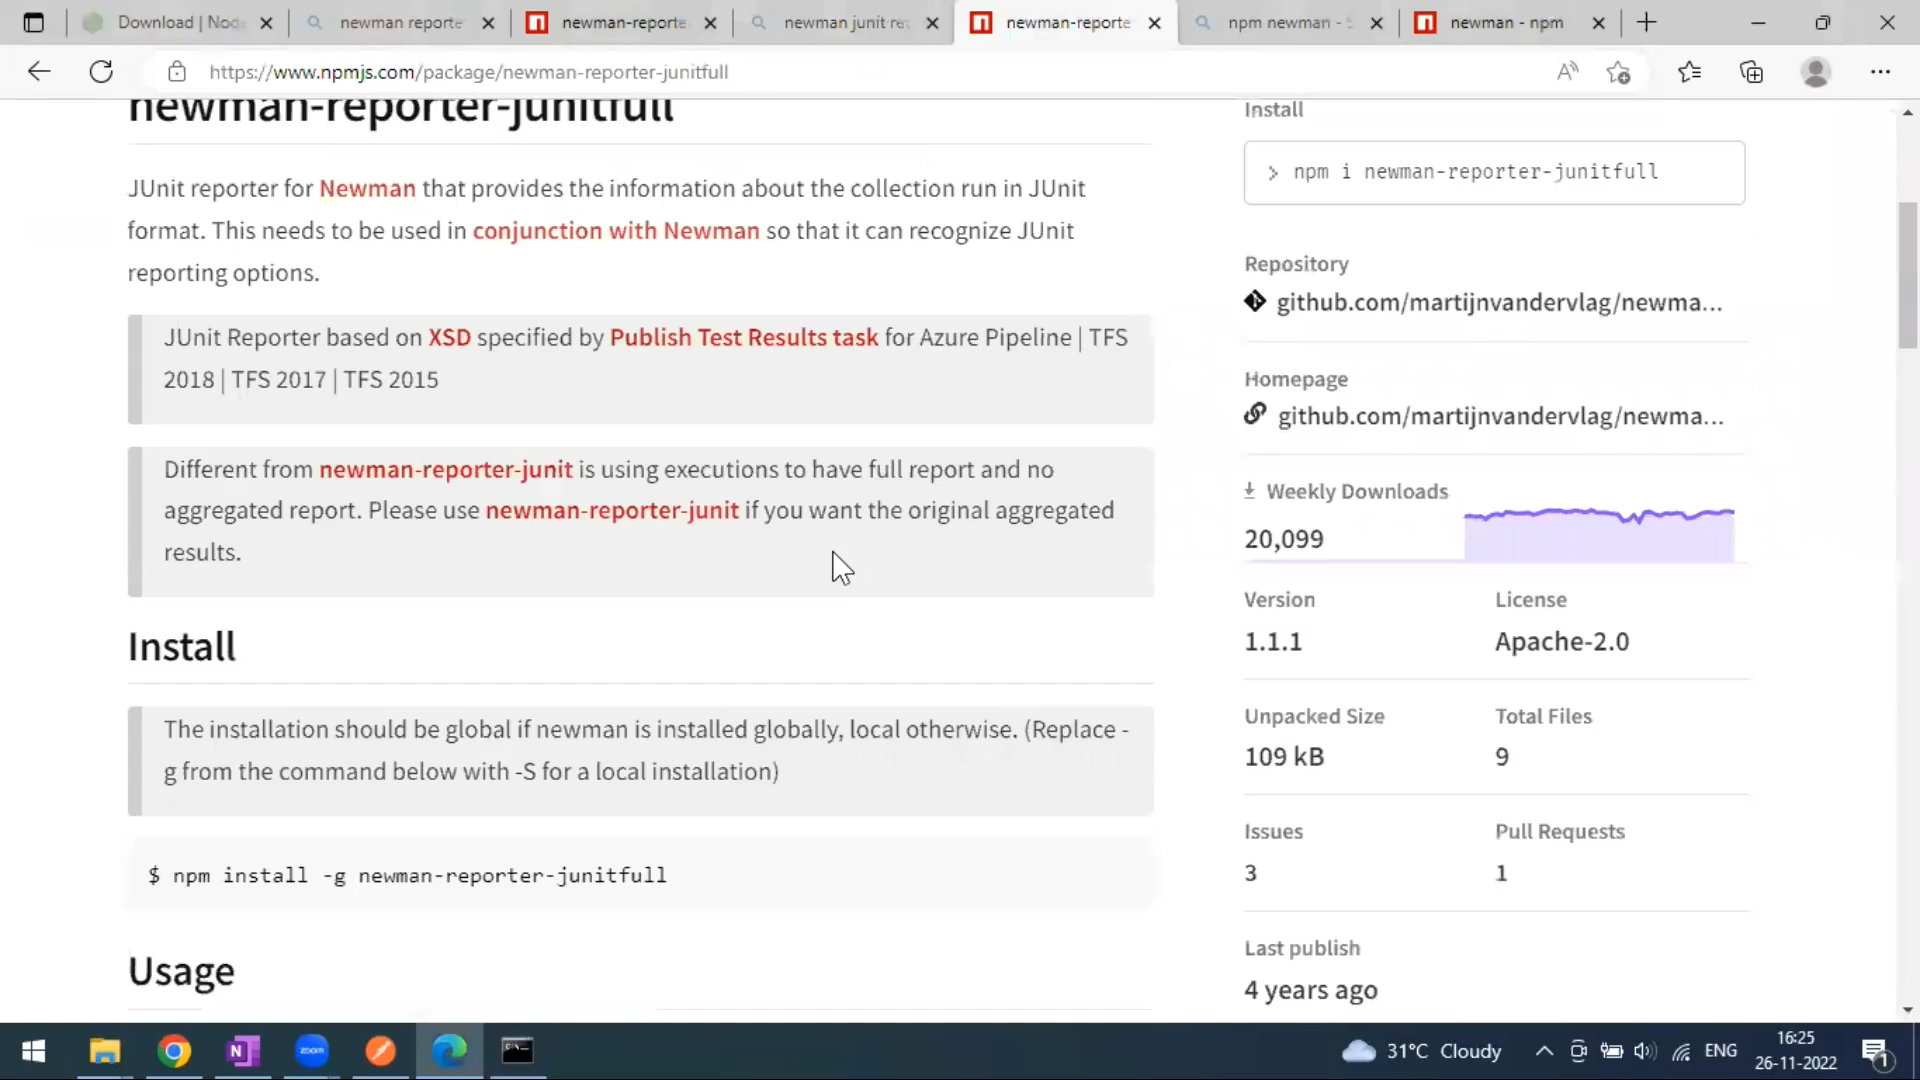 Download | Nod
newman reporte
newman-reporte
newman junit re
newman-reporte
npm newman - S
newman - npm
https://www.npmjs.com/package/newman-reporter-junitfull
newman-reporter-junitfull
JUnit reporter for Newman that provides the information about the collection run in JUnit
format. This needs to be used in conjunction with Newman so that it can recognize JUnit
reporting options.
JUnit Reporter based on XSD specified by Publish Test Results task for Azure Pipeline | TFS
2018 | TFS 2017 | TFS 2015
Different from newman-reporter-junit is using executions to have full report and no
aggregated report. Please use newman-reporter-junit if you want the original aggregated
results.
Install
The installation should be global if newman is installed globally, local otherwise. (Replace -
g from the command below with -S for a local installation)
$ npm install -g newman-reporter-junitfull
Usage
Install
> npm i newman-reporter-junitfull
Repository
github.com/martijnvandervlag/newma...
Homepage
github.com/martijnvandervlag/newma...
Weekly Downloads
20,099
Version
License
1.1.1
Apache-2.0
Unpacked Size
Total Files
109 kB
9
Issues
Pull Requests
3
1
Last publish
4 years ago
N
zoom
31°C Cloudy
ENG
16:25
26-11-2022
1